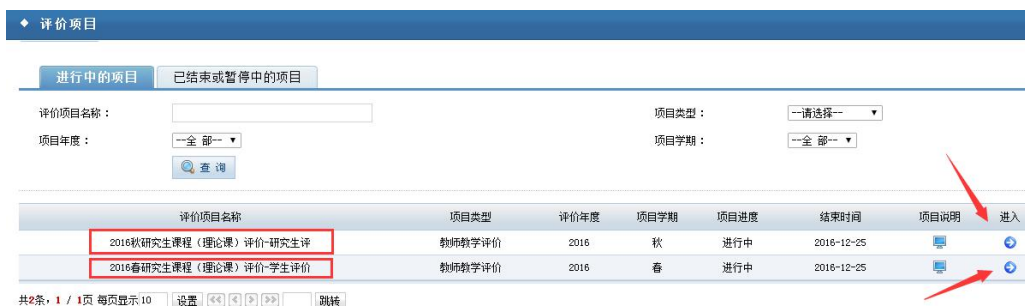 评价项目
进行中的项目 已结束或暂停中的项目
评价项目名称： 项目类型： --请选择--
项目年度： --全 部-- 项目学期： --全 部--
查 询
评价项目名称 项目类型 评价年度 项目学期 项目进度 结束时间 项目说明 进入
2016秋研究生课程（理论课）评价-研究生评 教师教学评价 2016 秋 进行中 2016-12-25
2016春研究生课程（理论课）评价-学生评价 教师教学评价 2016 春 进行中 2016-12-25
共2条，1 / 1页 每页显示 10 设置 跳转